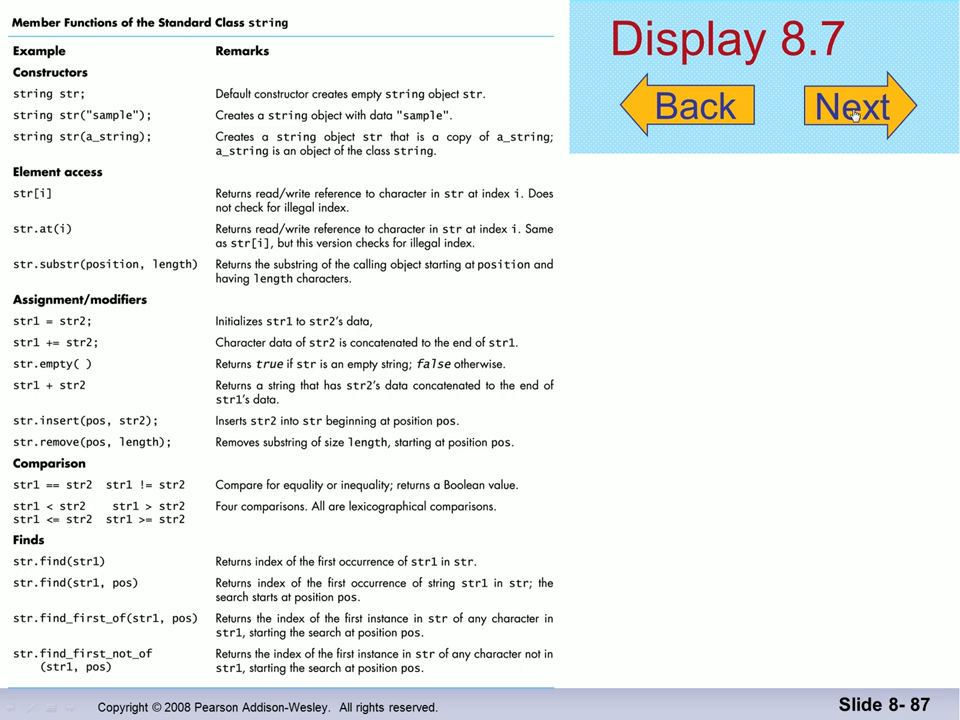 Member Functions of the Standard Class string
Example Remarks
Constructors
string str; Default constructor creates empty string object str.
string str("sample"); Creates a string object with data "sample".
string str(a_string); Creates a string object str that is a copy of a_string;
a_string is an object of the class string.
Element access
str[i] Returns read/write reference to character in str at index i. Does
not check for illegal index.
str.at(i) Returns read/write reference to character in str at index i. Same
as str[i], but this version checks for illegal index.
str.substr(position, length) Returns the substring of the calling object starting at position and
having length characters.
Assignment/modifiers
str1 = str2; Initializes str1 to str2's data,
str1 += str2; Character data of str2 is concatenated to the end of str1.
str.empty( ) Returns true if str is an empty string; false otherwise.
str1 + str2 Returns a string that has str2's data concatenated to the end of
str1's data.
str.insert(pos, str2); Inserts str2 into str beginning at position pos.
str.remove(pos, length); Removes substring of size length, starting at position pos.
Comparison
str1 == str2 str1 != str2 Compare for equality or inequality; returns a Boolean value.
str1 < str2 str1 > str2 Four comparisons. All are lexicographical comparisons.
str1 <= str2 str1 >= str2
Finds
str.find(str1) Returns index of the first occurrence of str1 in str.
str.find(str1, pos) Returns index of the first occurrence of string str1 in str; the
search starts at position pos.
str.find_first_of(str1, pos) Returns the index of the first instance in str of any character in
str1, starting the search at position pos.
str.find_first_not_of Returns the index of the first instance in str of any character not in
(str1, pos) str1, starting the search at position pos.
Display 8.7
Back Next
Copyright © 2008 Pearson Addison-Wesley. All rights reserved.
Slide 8- 87